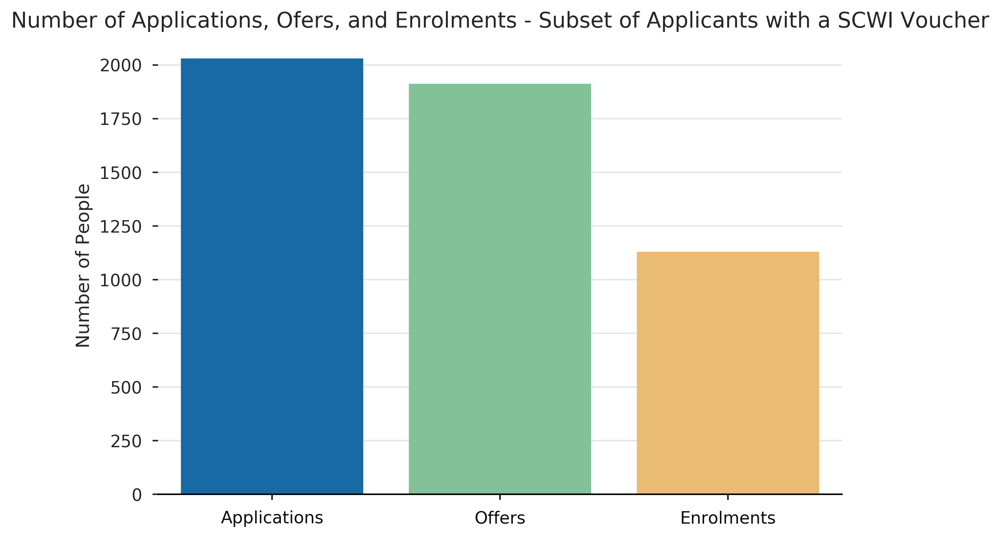 Number of Applications, Ofers, and Enrolments - Subset of Applicants with a SCWI Voucher
Number of People
2000
1750
1500
1250
1000
750
500
250
0
Applications
Offers
Enrolments